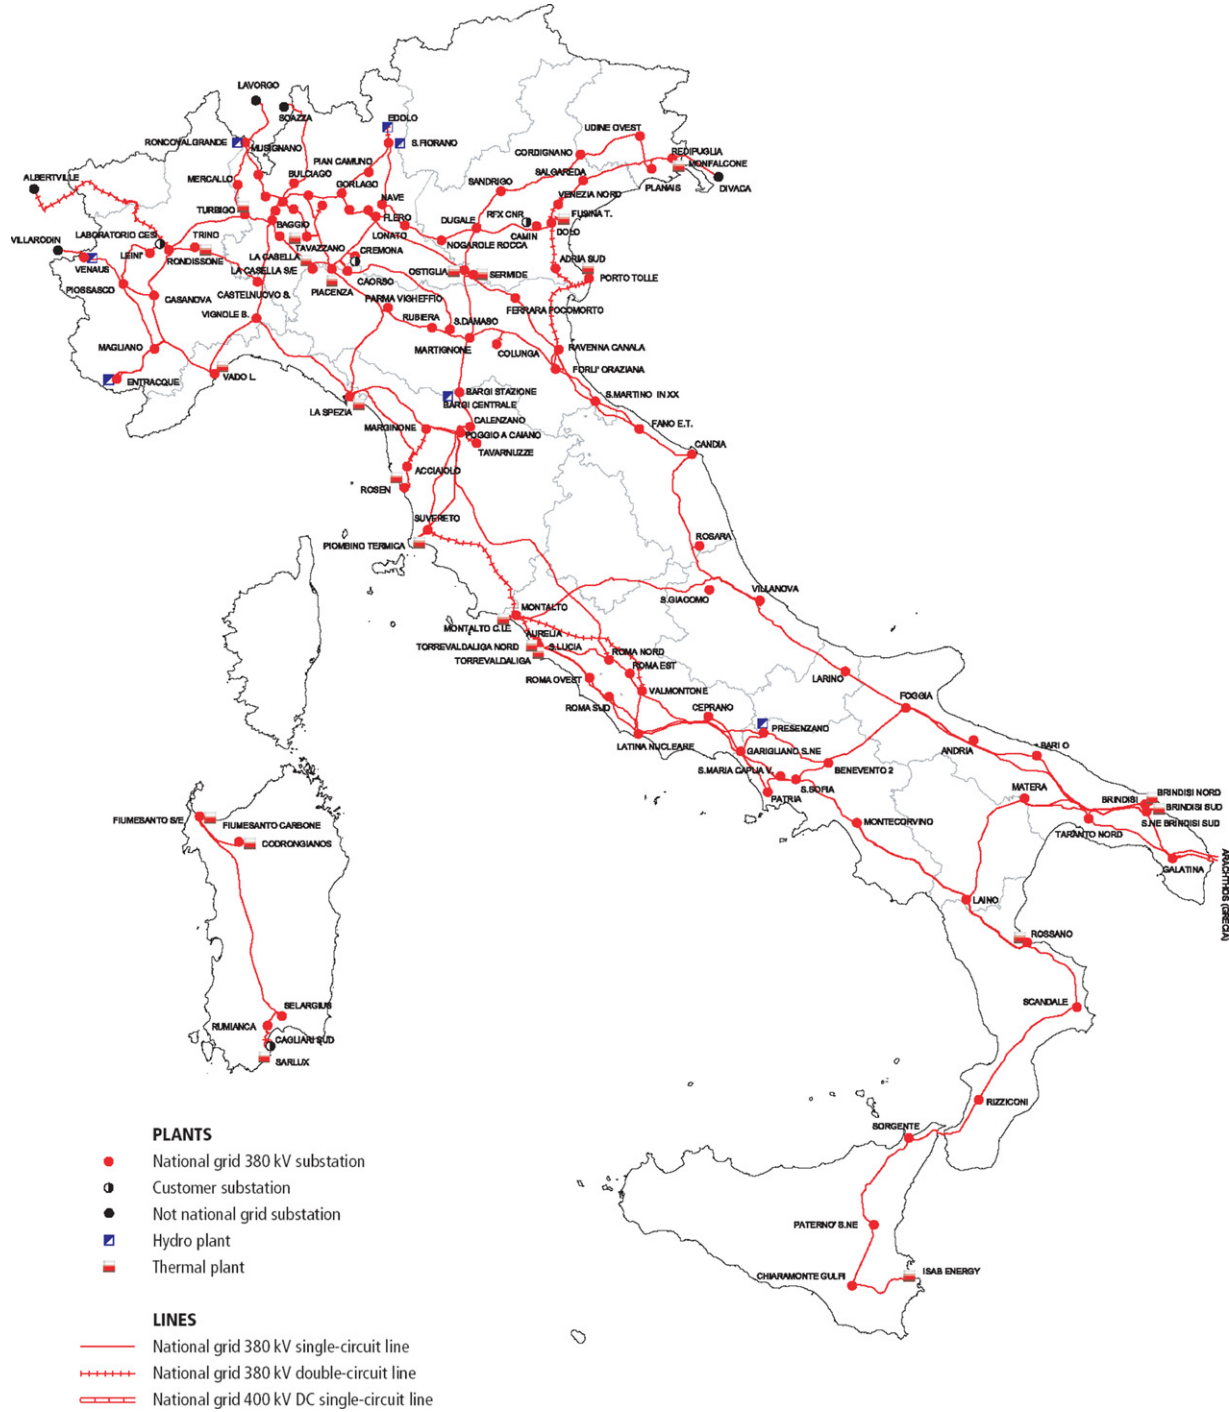 LAVORGO
SOAZZA
EDOLO
UDINE OVEST
RONCOVALGRANDE
MUSIGNANO
S.FIORANO
REDIPUGLIA
CORDIGNANO
MONFALCONE
PIAN CAMUNO
ALBERTVILLE
BULCIAGO
SALGAREDA
PLANAIS
DIVACA
MERCALLO
GORLAGO
SANDRIGO
NAVE
VENEZIA NORD
TURBIGO
RFX CNR
FUSINA T.
BAGGIO
FLERO
DUGALE
DOLO
LABORATORIO CESI
TRINO
LONATO
CAMIN
VILLARODIN
TAVAZZANO
CREMONA
NOGAROLE ROCCA
LEINI'
LA CASELLA
ADRIA SUD
VENAUS
RONDISSONE
LA CASELLA S/E
OSTIGLIA
SERMIDE
PORTO TOLLE
CAORSO
PIOSSASCO
CASTELNUOVO S.
PIACENZA
CASANOVA
PARMA VIGHEFFIO
FERRARA FOCOMORTO
VIGNOLE B.
RUBIERA
S.DAMASO
MAGLIANO
MARTIGNONE
COLUNGA
RAVENNA CANALA
VADO L.
FORLI' ORAZIANA
ENTRACQUE
BARGI STAZIONE
S.MARTINO IN XX
BARGI CENTRALE
LA SPEZIA
CALENZANO
MARGINONE
POGGIO A CAIANO
FANO E.T.
TAVARNUZZE
CANDIA
ACCIAIOLO
ROSEN
SUVERETO
ROSARA
PIOMBINO TERMICA
VILLANOVA
S.GIACOMO
MONTALTO
MONTALTO C.LE
AURELIA
TORREVALDALIGA NORD
S.LUCIA
ROMA NORD
TORREVALDALIGA
ROMA EST
ROMA OVEST
LARINO
VALMONTONE
FOGGIA
ROMA SUD
CEPRANO
PRESENZANO
LATINA NUCLEARE
GARIGLIANO S.NE
ANDRIA
BARI O
S.MARIA CAPUA V.
BENEVENTO 2
S.SOFIA
MATERA
BRINDISI NORD
PATRIA
BRINDISI
BRINDISI SUD
FIUMESANTO S/E
MONTECORVINO
S.NE BRINDISI SUD
FIUMESANTO CARBONE
TARANTO NORD
CODRONGIANOS
GALATINA
ARACHTHOS (GRECIA)
LAINO
ROSSANO
SELARGIUS
SCANDALE
RUMIANCA
CAGLIARI SUD
SARLUX
RIZZICONI
SORGENTE
PLANTS
National grid 380 kV substation
Customer substation
Not national grid substation
PATERNO' S.NE
Hydro plant
Thermal plant
ISAB ENERGY
CHIARAMONTE GULFI
LINES
National grid 380 kV single-circuit line
National grid 380 kV double-circuit line
National grid 400 kV DC single-circuit line